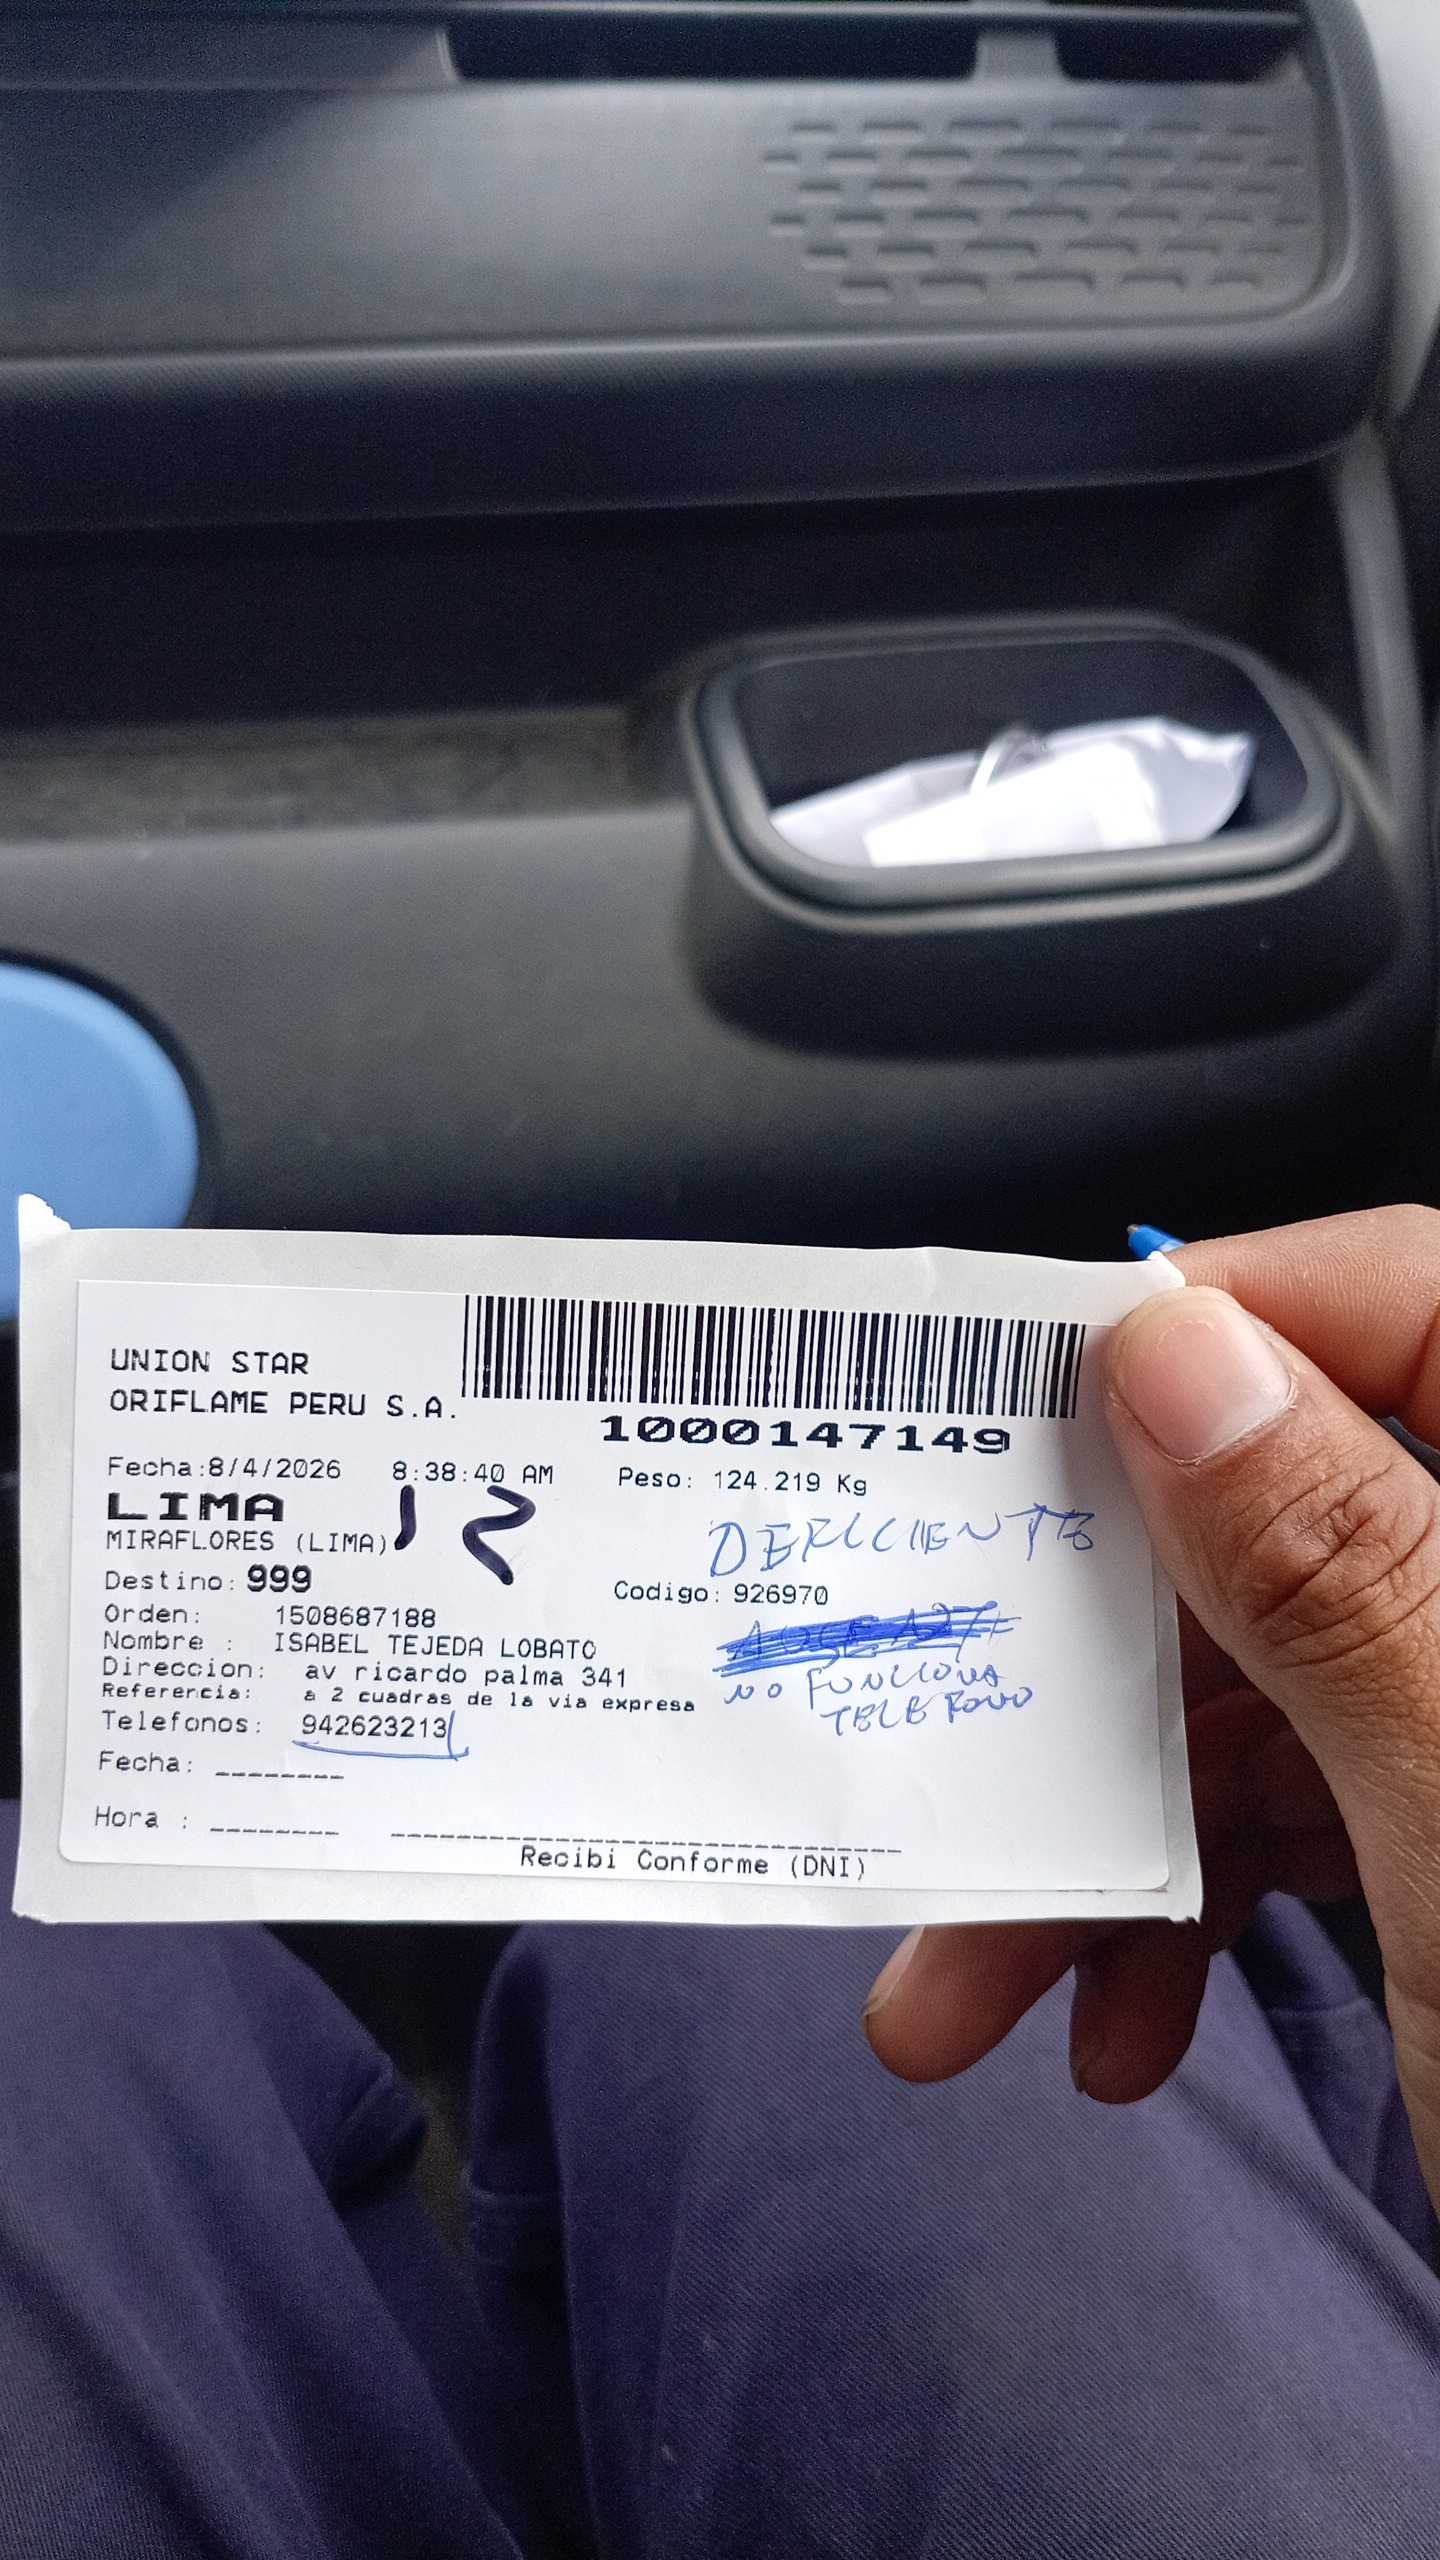 UNION STAR
ORIFLAME PERU S.A.
1000147149
Fecha:8/4/2026 8:38:40 AM Peso: 124.219 Kg
LIMA
12
MIRAFLORES (LIMA)
DEFICIENTE
Destino: 999 Codigo: 926970
Orden: 1508687188
Nombre : ISABEL TEJEDA LOBATO
Direccion: av ricardo palma 341
Referencia: a 2 cuadras de la via expresa
NO FUNCIONA
TELEFONO
Telefonos: 942623213
Fecha: ________
Hora : ________
Recibi Conforme (DNI)